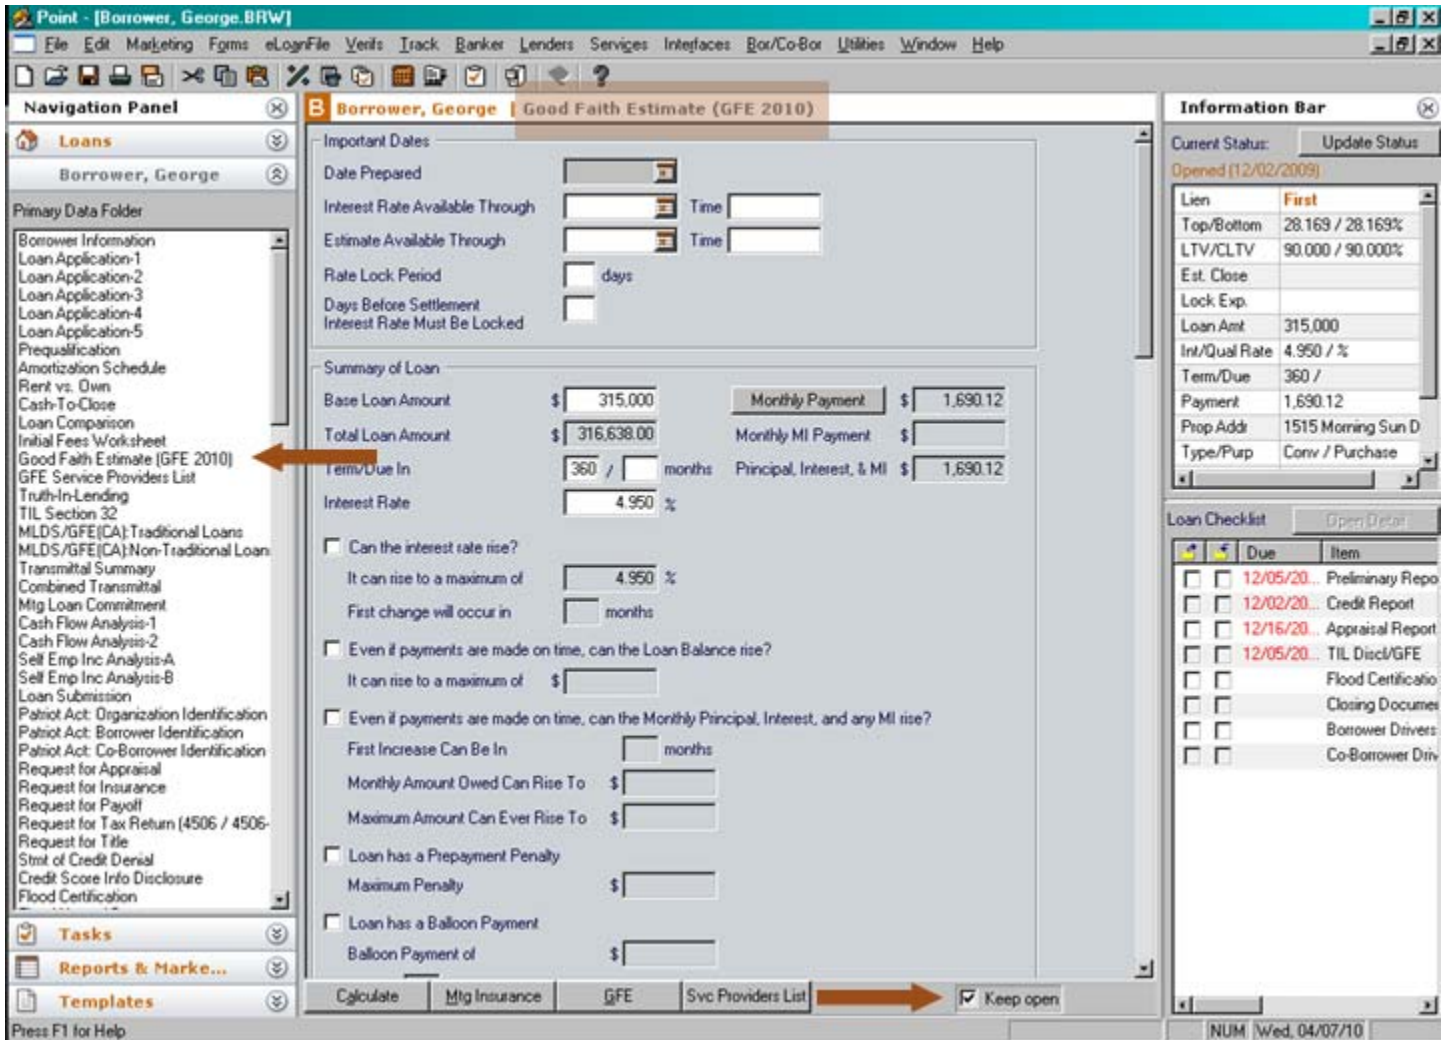 Point - [Borrower, George.BRW]
File Edit Marketing Forms eLoanFile Verifs Track Banker Lenders Services Interfaces Bor/Co-Bor Utilities Window Help
Navigation Panel
Loans
Borrower, George
Primary Data Folder
Borrower Information
Loan Application-1
Loan Application-2
Loan Application-3
Loan Application-4
Loan Application-5
Prequalification
Amortization Schedule
Rent vs. Own
Cash-To-Close
Loan Comparison
Initial Fees Worksheet
Good Faith Estimate (GFE 2010)
GFE Service Providers List
Truth-In-Lending
TIL Section 32
MLDS/GFE(CA):Traditional Loans
MLDS/GFE(CA):Non-Traditional Loan
Transmittal Summary
Combined Transmittal
Mtg Loan Commitment
Cash Flow Analysis-1
Cash Flow Analysis-2
Self Emp Inc Analysis-A
Self Emp Inc Analysis-B
Loan Submission
Patriot Act: Organization Identification
Patriot Act: Borrower Identification
Patriot Act: Co-Borrower Identification
Request for Appraisal
Request for Insurance
Request for Payoff
Request for Tax Return (4506 / 4506-
Request for Title
Stmt of Credit Denial
Credit Score Info Disclosure
Flood Certification
Tasks
Reports & Marke...
Templates
B Borrower, George | Good Faith Estimate (GFE 2010)
Important Dates
Date Prepared
Interest Rate Available Through Time
Estimate Available Through Time
Rate Lock Period days
Days Before Settlement
Interest Rate Must Be Locked
Summary of Loan
Base Loan Amount $ 315,000 Monthly Payment $ 1,690.12
Total Loan Amount $ 316,638.00 Monthly MI Payment $
Term/Due In 360 / months Principal, Interest, & MI $ 1,690.12
Interest Rate 4.950 %
Can the interest rate rise?
It can rise to a maximum of 4.950 %
First change will occur in months
Even if payments are made on time, can the Loan Balance rise?
It can rise to a maximum of $
Even if payments are made on time, can the Monthly Principal, Interest, and any MI rise?
First Increase Can Be In months
Monthly Amount Owed Can Rise To $
Maximum Amount Can Ever Rise To $
Loan has a Prepayment Penalty
Maximum Penalty $
Loan has a Balloon Payment
Balloon Payment of $
Calculate Mtg Insurance GFE Svc Providers List Keep open
Information Bar
Current Status: Update Status
Opened (12/02/2009)
Lien First
Top/Bottom 28.169 / 28.169%
LTV/CLTV 90.000 / 90.000%
Est. Close
Lock Exp.
Loan Amt 315,000
Int/Qual Rate 4.950 / %
Term/Due 360 /
Payment 1,690.12
Prop Addr 1515 Morning Sun D
Type/Purp Conv / Purchase
Loan Checklist Open Detail
Due Item
12/05/20... Preliminary Repo
12/02/20... Credit Report
12/16/20... Appraisal Report
12/05/20... TIL Discl/GFE
Flood Certificatio
Closing Documer
Borrower Drivers
Co-Borrower Driv
Press F1 for Help
NUM Wed, 04/07/10